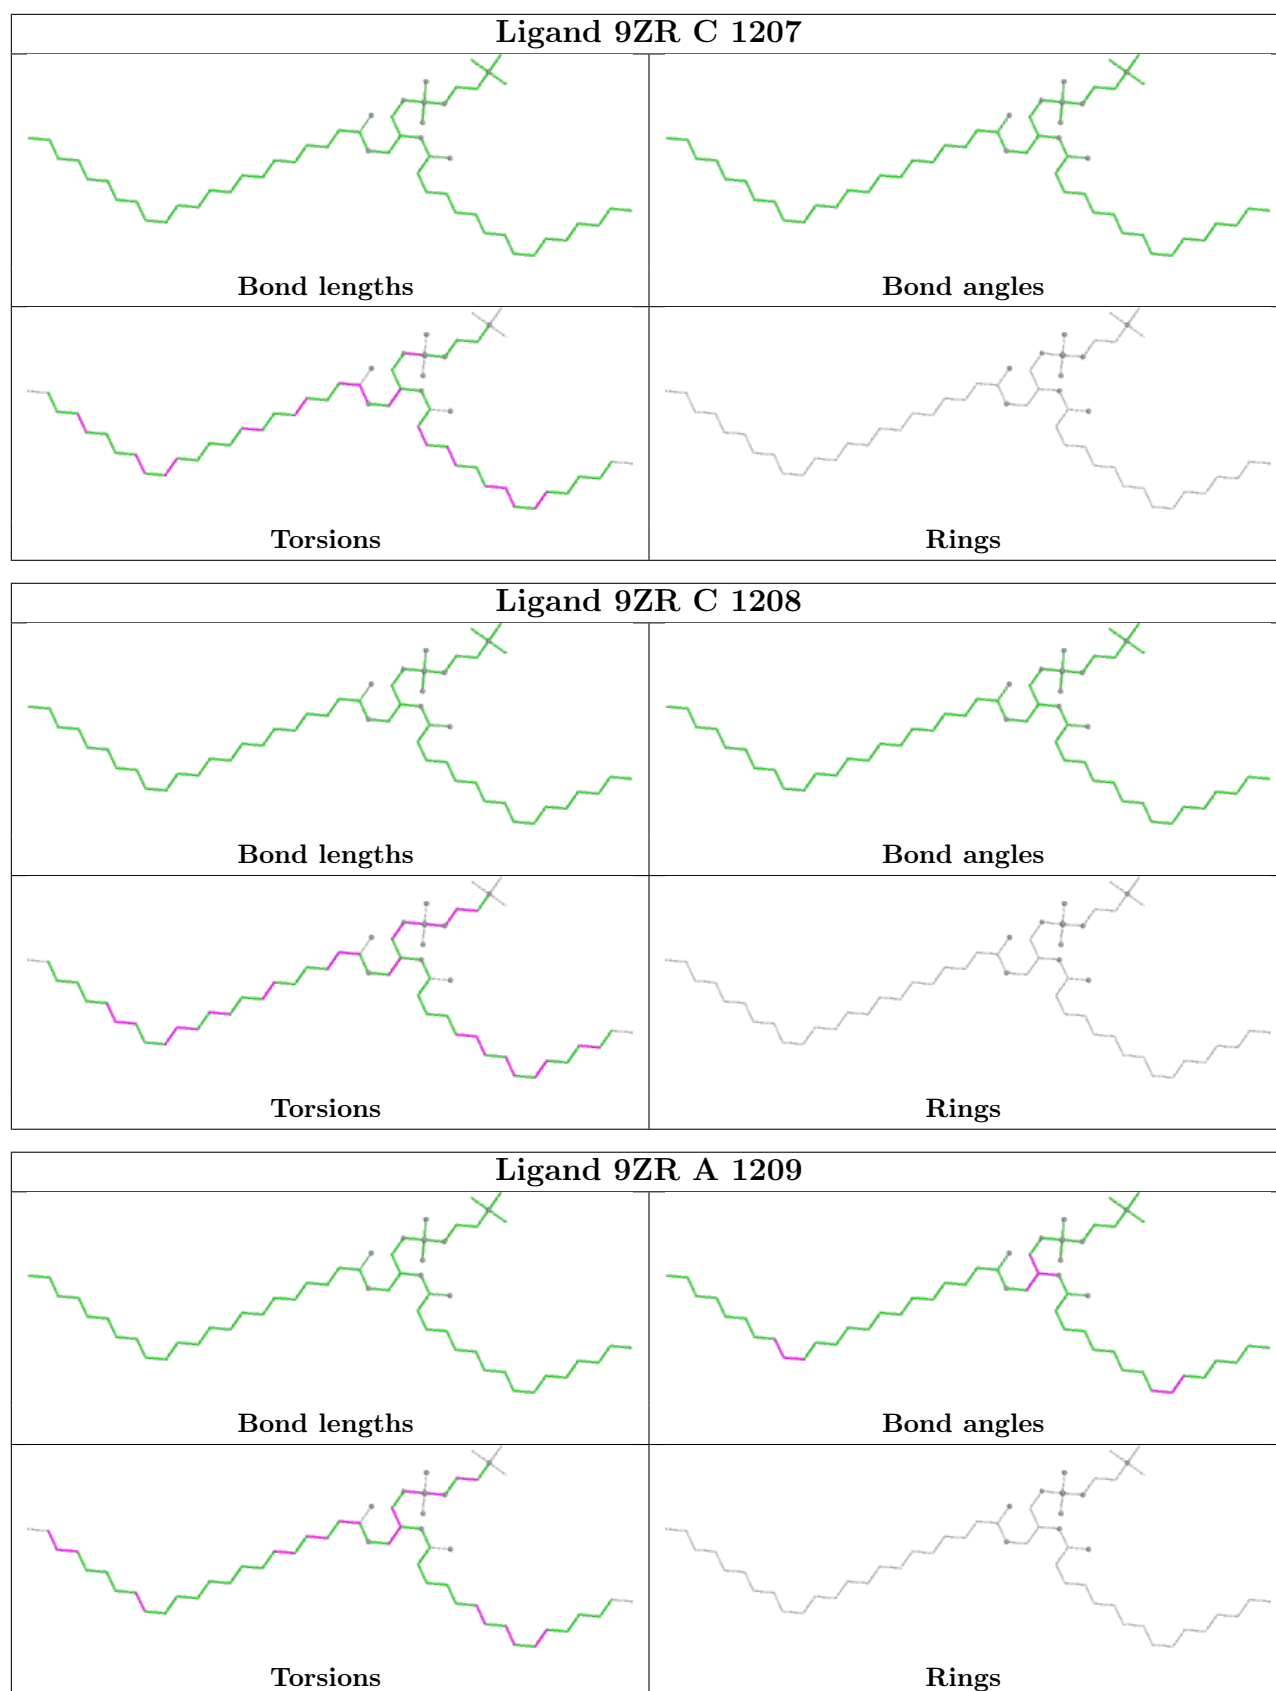 Ligand 9ZR C 1207
Bond lengths
Bond angles
Torsions
Rings
Ligand 9ZR C 1208
Bond lengths
Bond angles
Torsions
Rings
Ligand 9ZR A 1209
Bond lengths
Bond angles
Torsions
Rings